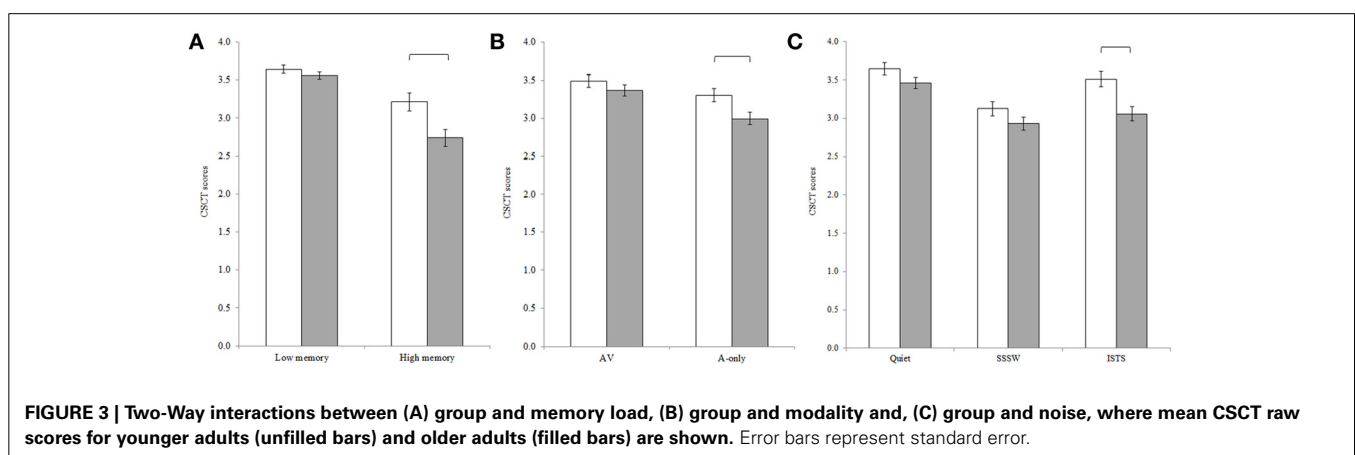 A
4.0
3.5
3.0
2.5
2.0
1.5
1.0
0.5
0.0
CSCT scores
Low memory High memory
B
4.0
3.5
3.0
2.5
2.0
1.5
1.0
0.5
0.0
CSCT scores
AV A-only
C
4.0
3.5
3.0
2.5
2.0
1.5
1.0
0.5
0.0
CSCT scores
Quiet SSSW ISTS
FIGURE 3 | Two-Way interactions between (A) group and memory load, (B) group and modality and, (C) group and noise, where mean CSCT raw
scores for younger adults (unfilled bars) and older adults (filled bars) are shown. Error bars represent standard error.